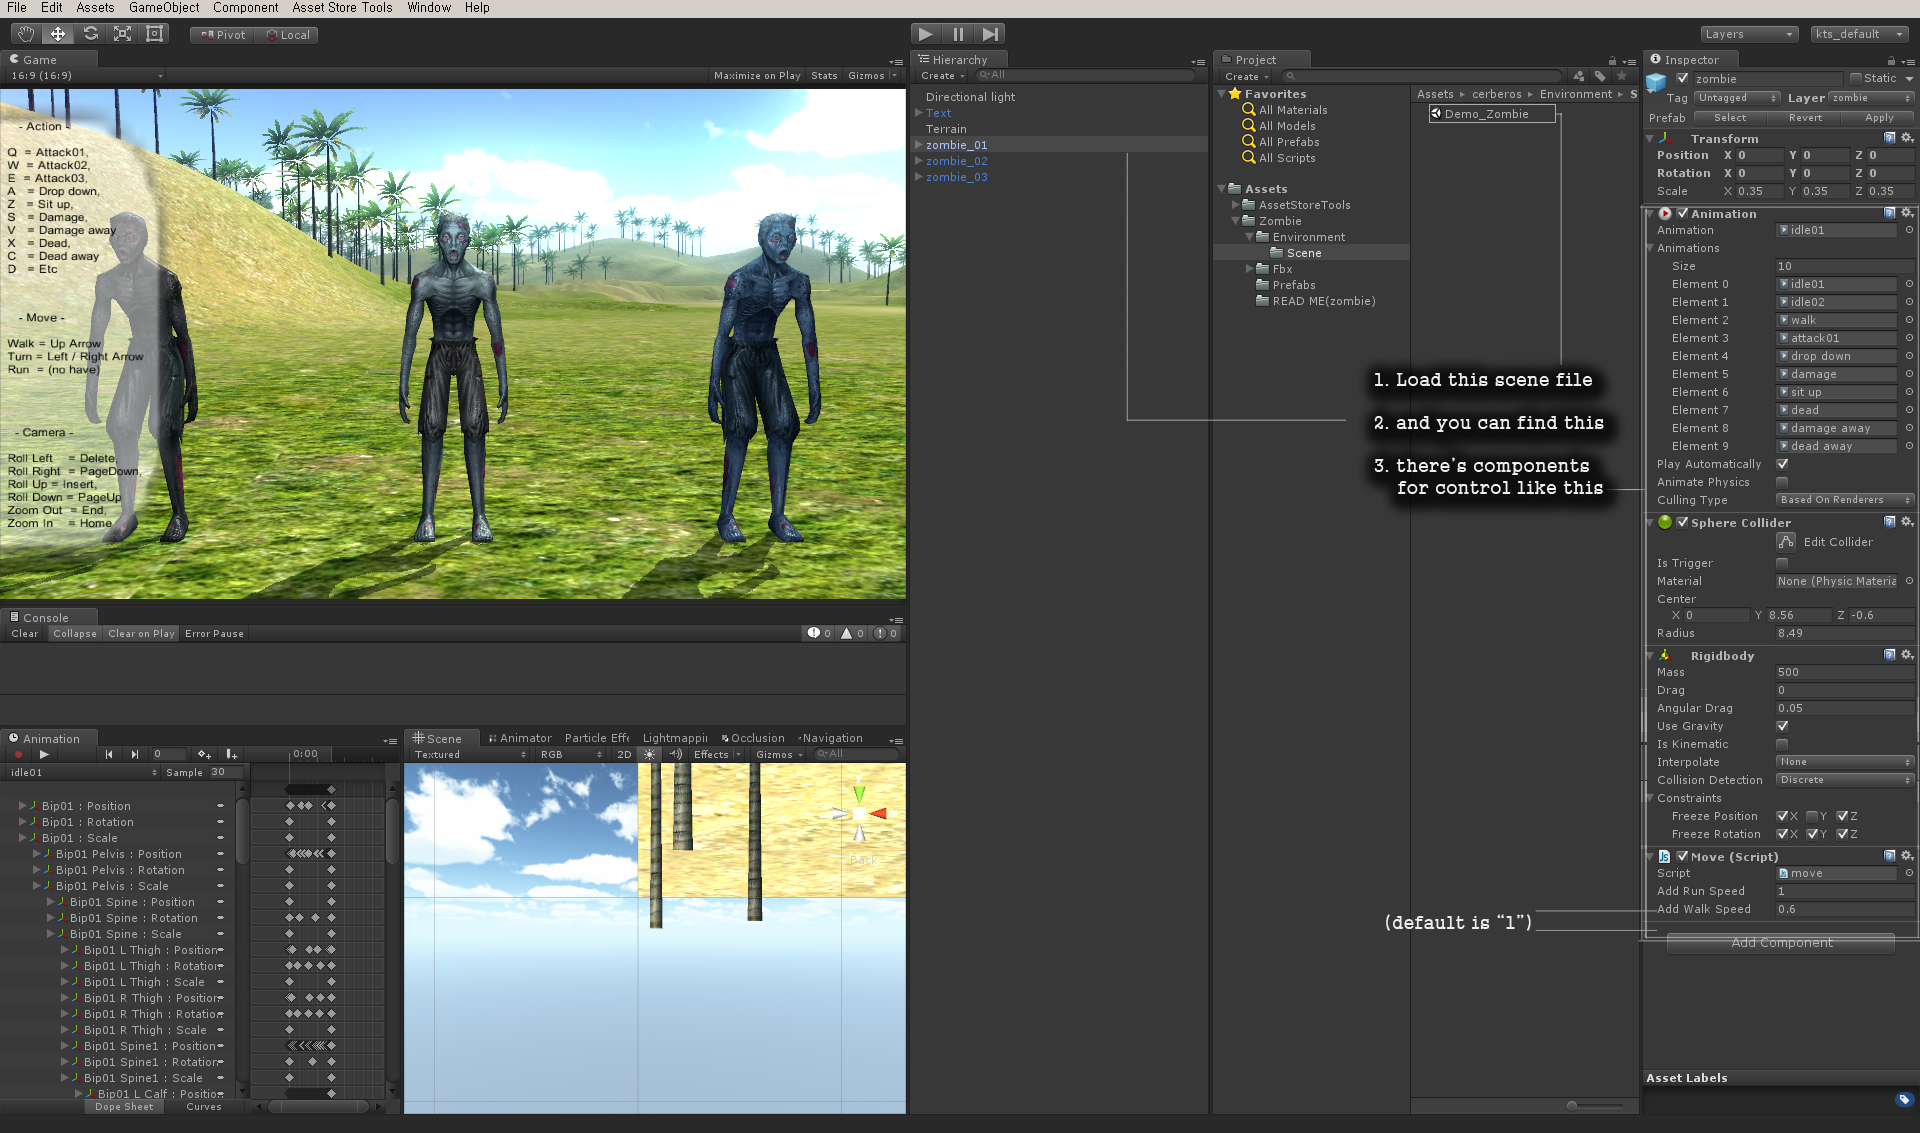 File Edit Assets GameObject Component Asset Store Tools Window Help
Pivot Local
Layers kts_default
Game
16:9 (16:9) Maximize on Play Stats Gizmos
- Action -
Q = Attack01,
W = Attack02,
E = Attack03,
A = Drop down,
Z = Sit up,
S = Damage,
V = Damage away
X = Dead,
C = Dead away
D = Etc
- Move -
Walk = Up Arrow
Turn = Left / Right Arrow
Run = (no have)
- Camera -
Roll Left = Delete,
Roll Right = PageDown,
Roll Up = Insert,
Roll Down = PageUp
Zoom Out = End,
Zoom In = Home
Console
Clear Collapse Clear on Play Error Pause 0 0 0
Animation
0 0:00
idle01 Sample 30
Bip01 : Position
Bip01 : Rotation
Bip01 : Scale
Bip01 Pelvis : Position
Bip01 Pelvis : Rotation
Bip01 Pelvis : Scale
Bip01 Spine : Position
Bip01 Spine : Rotation
Bip01 Spine : Scale
Bip01 L Thigh : Position
Bip01 L Thigh : Rotation
Bip01 L Thigh : Scale
Bip01 R Thigh : Position
Bip01 R Thigh : Rotation
Bip01 R Thigh : Scale
Bip01 Spine1 : Position
Bip01 Spine1 : Rotation
Bip01 Spine1 : Scale
Bip01 L Calf : Position
Dope Sheet Curves
Scene Animator Particle Effe Lightmappi Occlusion Navigation
Textured RGB 2D Effects Gizmos All
Back
Hierarchy
Create All
Directional light
Text
Terrain
zombie_01
zombie_02
zombie_03
Project
Create
Favorites
All Materials
All Models
All Prefabs
All Scripts
Assets
AssetStoreTools
Zombie
Environment
Scene
Fbx
Prefabs
READ ME(zombie)
Assets cerberos Environment S
Demo_Zombie
1. Load this scene file
2. and you can find this
3. there's components
for control like this
(default is "1")
Inspector
zombie Static
Tag Untagged Layer zombie
Prefab Select Revert Apply
Transform
Position X 0 Y 0 Z 0
Rotation X 0 Y 0 Z 0
Scale X 0.35 Y 0.35 Z 0.35
Animation
Animation idle01
Animations
Size 10
Element 0 idle01
Element 1 idle02
Element 2 walk
Element 3 attack01
Element 4 drop down
Element 5 damage
Element 6 sit up
Element 7 dead
Element 8 damage away
Element 9 dead away
Play Automatically
Animate Physics
Culling Type Based On Renderers
Sphere Collider
Edit Collider
Is Trigger
Material None (Physic Materia
Center
X 0 Y 8.56 Z -0.6
Radius 8.49
Rigidbody
Mass 500
Drag 0
Angular Drag 0.05
Use Gravity
Is Kinematic
Interpolate None
Collision Detection Discrete
Constraints
Freeze Position X Y Z
Freeze Rotation X Y Z
Move (Script)
Script move
Add Run Speed 1
Add Walk Speed 0.6
Add Component
Asset Labels